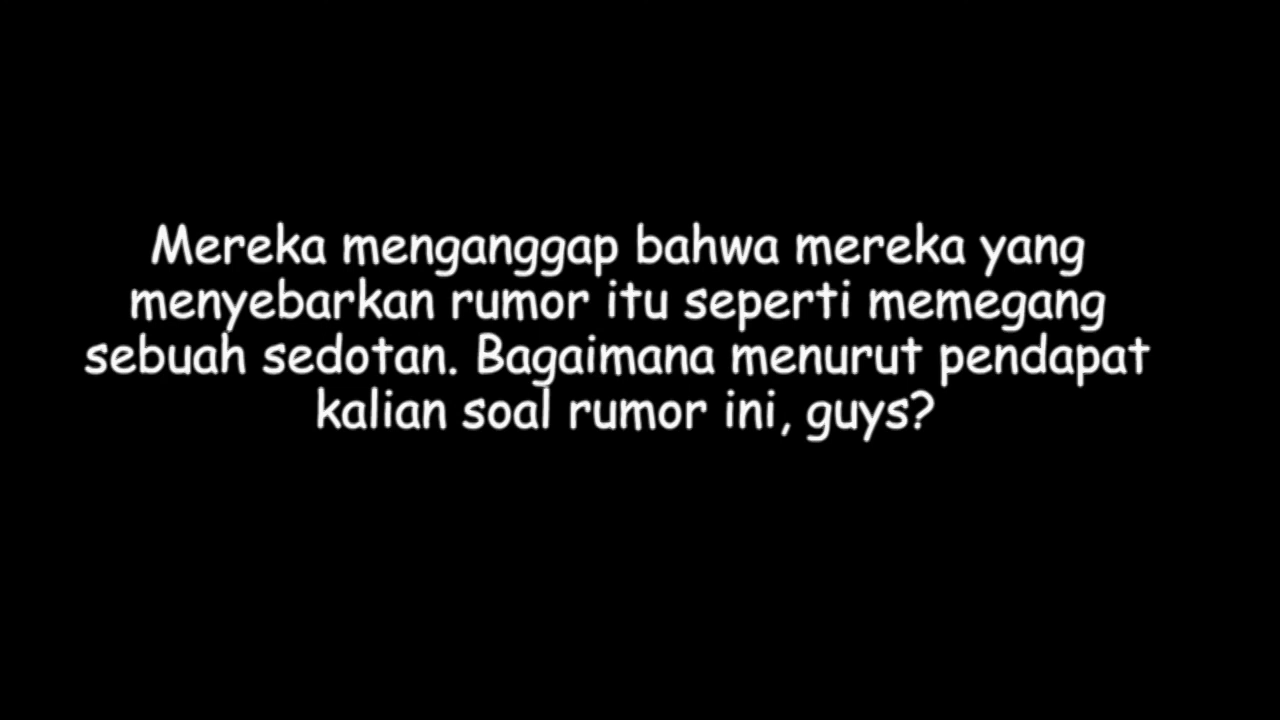 Mereka menganggap bahwa mereka yang
menyebarkan rumor itu seperti memegang
sebuah sedotan. Bagaimana menurut pendapat
kalian soal rumor ini, guys?